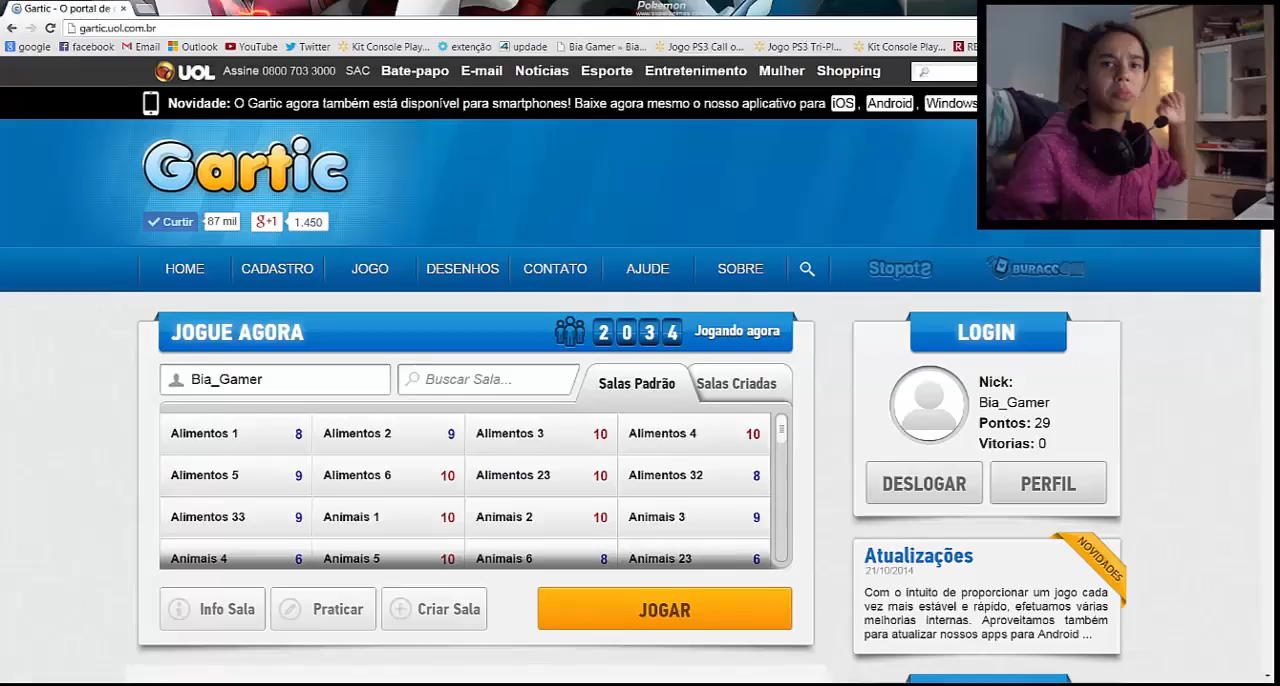 Gartic - O portal de
Pokemon
gartic.uol.com.br
google facebook Email Outlook YouTube Twitter Kit Console Play... extenção updade Bia Gamer » Bia... Jogo PS3 Call o... Jogo PS3 Tri-Pl... Kit Console Play... RE
UOL Assine 0800 703 3000 SAC Bate-papo E-mail Notícias Esporte Entretenimento Mulher Shopping
Novidade: O Gartic agora também está disponível para smartphones! Baixe agora mesmo o nosso aplicativo para iOS , Android , Windows
Gartic
Curtir 87 mil g+1 1.450
HOME CADASTRO JOGO DESENHOS CONTATO AJUDE SOBRE StopotS
JOGUE AGORA 2034 Jogando agora
Bia_Gamer Buscar Sala... Salas Padrão Salas Criadas
Alimentos 1 8 Alimentos 2 9 Alimentos 3 10 Alimentos 4 10
Alimentos 5 9 Alimentos 6 10 Alimentos 23 10 Alimentos 32 8
Alimentos 33 9 Animais 1 10 Animais 2 10 Animais 3 9
Animais 4 6 Animais 5 10 Animais 6 8 Animais 23 6
Info Sala Praticar Criar Sala JOGAR
LOGIN
Nick:
Bia_Gamer
Pontos: 29
Vitorias: 0
DESLOGAR PERFIL
Atualizações
NOVIDADES
21/10/2014
Com o intuito de proporcionar um jogo cada
vez mais estável e rápido, efetuamos várias
melhorias internas. Aproveitamos também
para atualizar nossos apps para Android ...